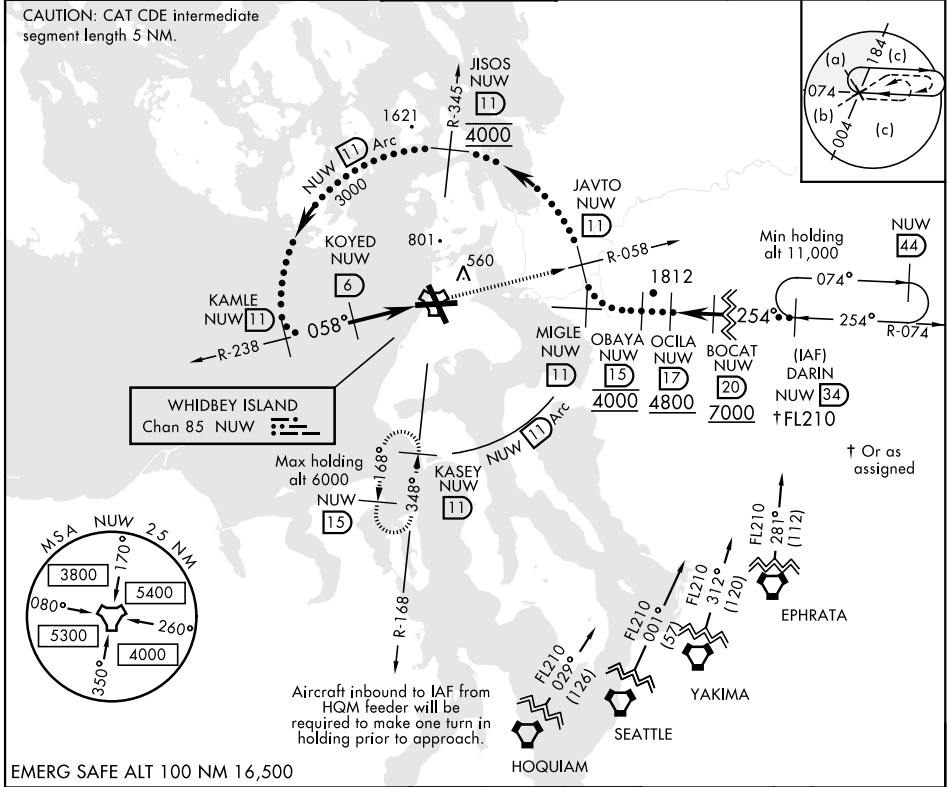 CAUTION: CAT CDE intermediate
segment length 5 NM.
JISOS
NUW
11
4000
R-345
1621
NUW 11 Arc
3000
JAVTO
NUW
11
R-058
801
560
KOYED
NUW
6
058°
KAMLE
NUW 11
R-238
(a)
184
(c)
074
(b)
004
(c)
NUW
44
Min holding
alt 11,000
074°
254°
R-074
1812
254°
MIGLE
NUW
11
OBAYA
NUW
15
4000
OCILA
NUW
17
4800
BOCAT
NUW
20
7000
(IAF)
DARIN
NUW 34
†FL210
† Or as
assigned
WHIDBEY ISLAND
Chan 85 NUW
NUW 11 Arc
Max holding
alt 6000
NUW
15
168°
348°
KASEY
NUW
11
R-168
MSA NUW 25 NM
3800
170°
5400
080°
260°
5300
4000
350°
Aircraft inbound to IAF from
HQM feeder will be
required to make one turn in
holding prior to approach.
FL210
029°
(126)
HOQUIAM
FL210
001°
(57)
SEATTLE
FL210
312°
(120)
YAKIMA
FL210
281°
(112)
EPHRATA
EMERG SAFE ALT 100 NM 16,500